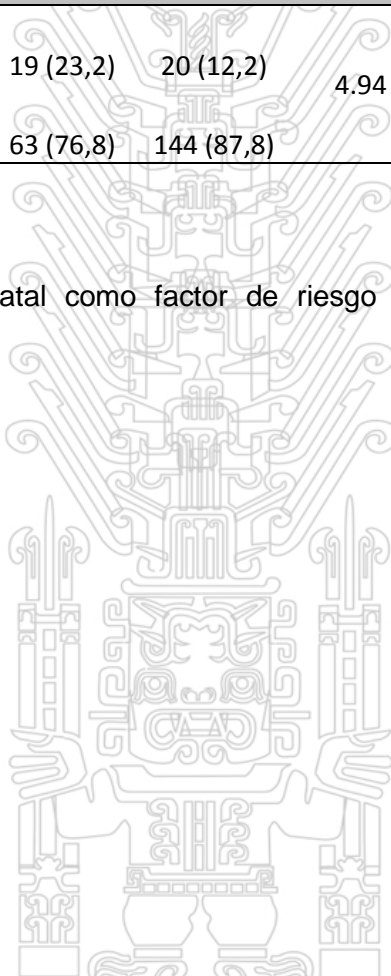 19 (23,2) 20 (12,2)
4.94
63 (76,8) 144 (87,8)
atal como factor de riesgo